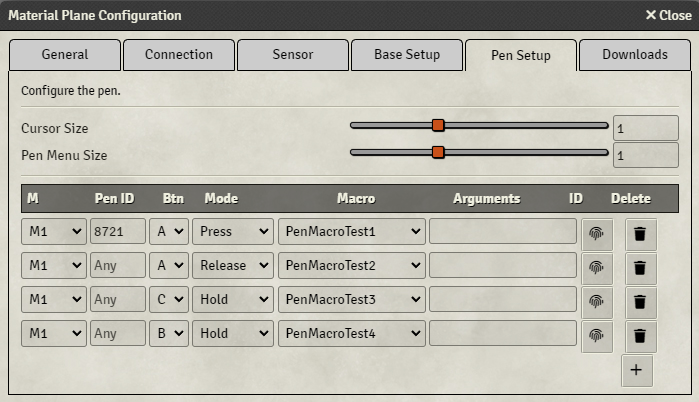 Material Plane Configuration ✕ Close
General Connection Sensor Base Setup Pen Setup Downloads
Configure the pen.
Cursor Size 1
Pen Menu Size 1
M Pen ID Btn Mode Macro Arguments ID Delete
M1 8721 A Press PenMacroTest1
M1 Any A Release PenMacroTest2
M1 Any C Hold PenMacroTest3
M1 Any B Hold PenMacroTest4
+